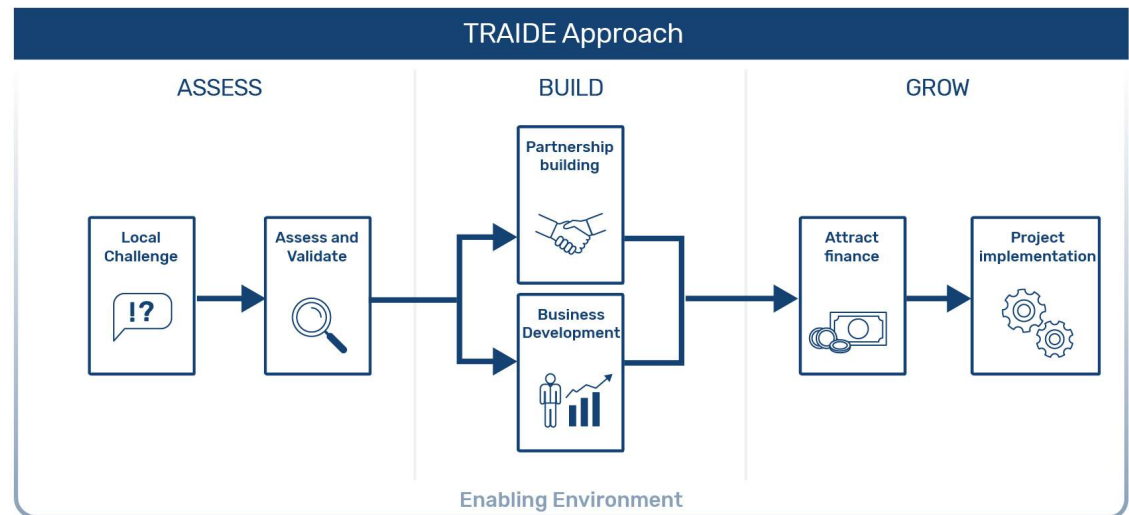 TRAIDE Approach
ASSESS
BUILD
GROW
Local
Challenge
!?
Assess and
Validate
Partnership
building
Business
Development
Attract
finance
Project
implementation
Enabling Environment